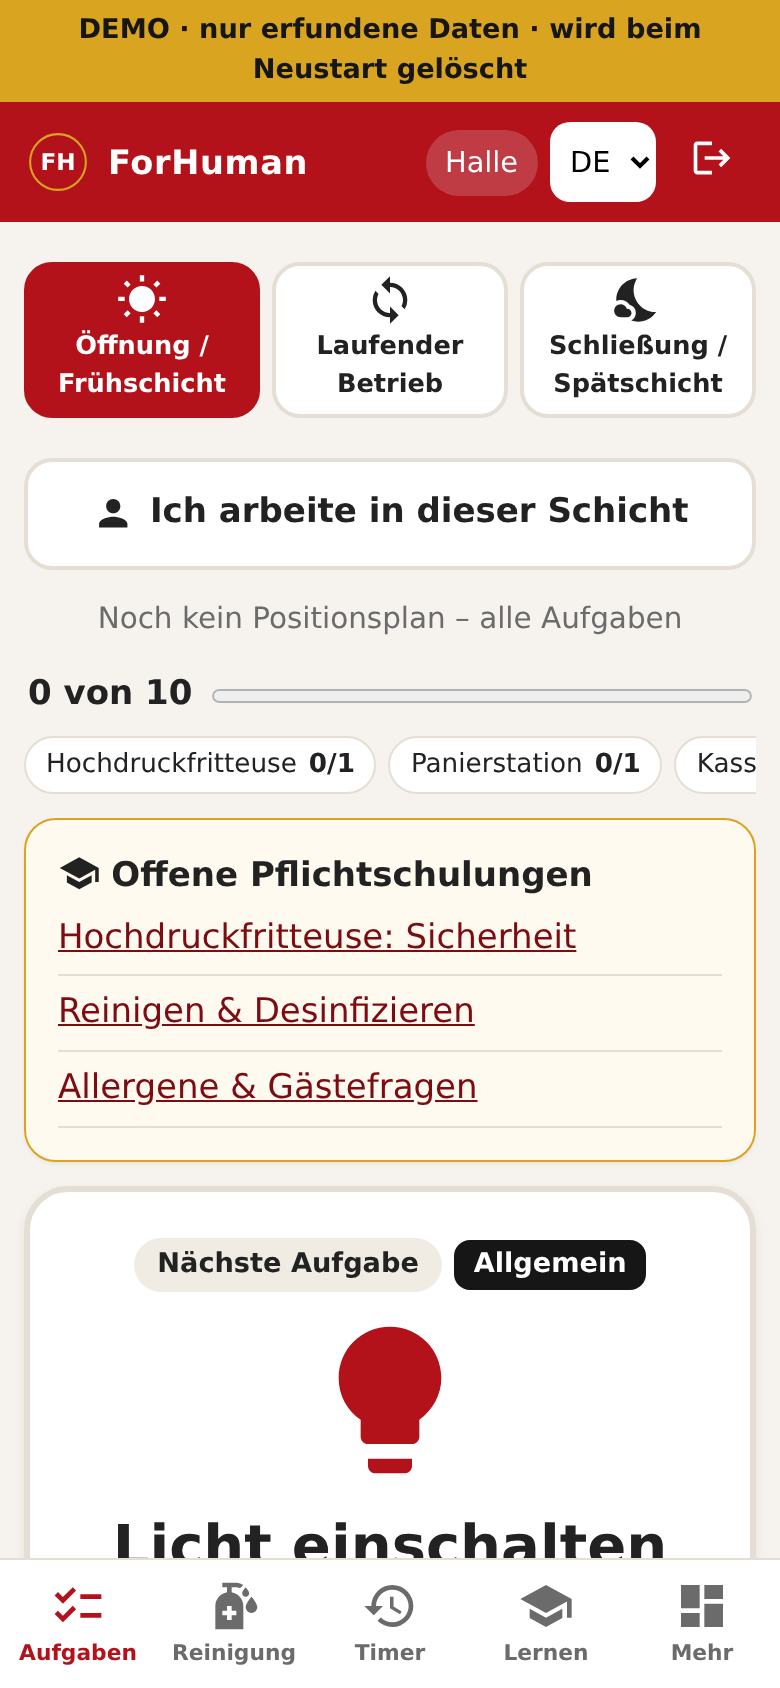 DEMO · nur erfundene Daten · wird beim
Neustart gelöscht
FH ForHuman Halle DE
Öffnung /
Frühschicht
Laufender
Betrieb
Schließung /
Spätschicht
Ich arbeite in dieser Schicht
Noch kein Positionsplan – alle Aufgaben
0 von 10
Hochdruckfritteuse 0/1 Panierstation 0/1 Kass
Offene Pflichtschulungen
Hochdruckfritteuse: Sicherheit
Reinigen & Desinfizieren
Allergene & Gästefragen
Nächste Aufgabe Allgemein
Licht einschalten
Aufgaben Reinigung Timer Lernen Mehr